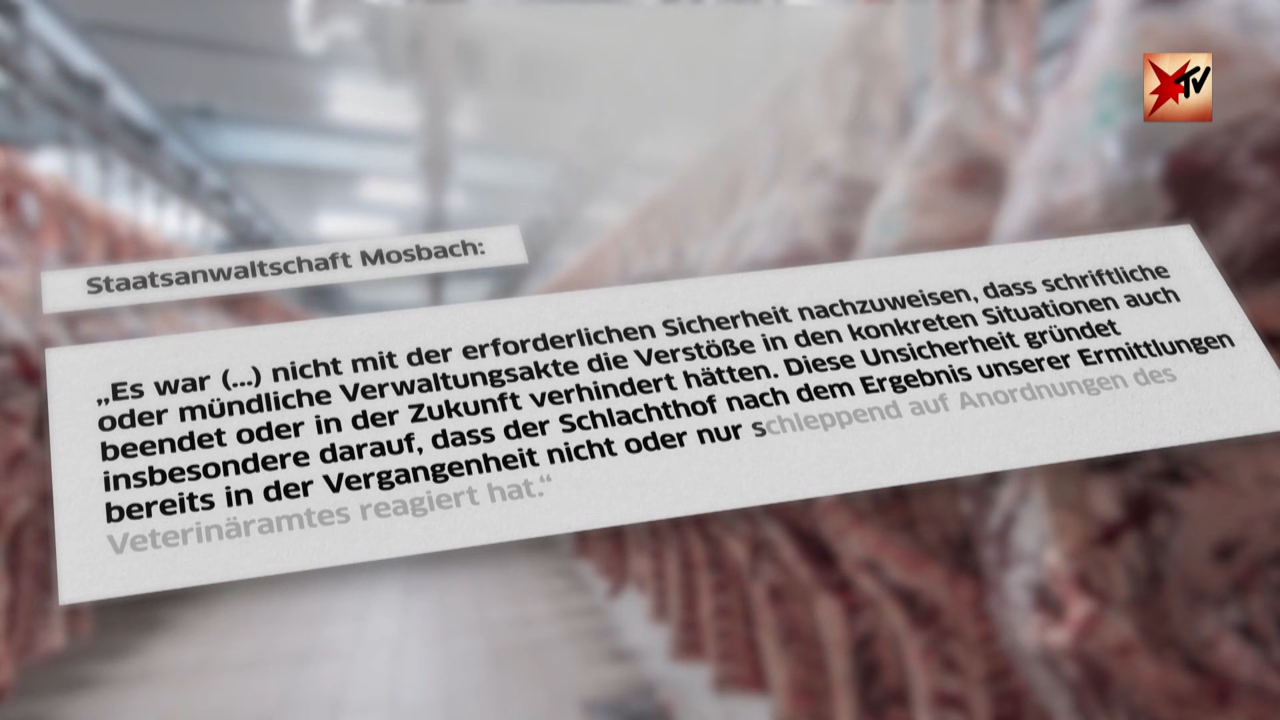 TV
Staatsanwaltschaft Mosbach:
„Es war (...) nicht mit der erforderlichen Sicherheit nachzuweisen, dass schriftliche
oder mündliche Verwaltungsakte die Verstöße in den konkreten Situationen auch
beendet oder in der Zukunft verhindert hätten. Diese Unsicherheit gründet
insbesondere darauf, dass der Schlachthof nach dem Ergebnis unserer Ermittlungen
bereits in der Vergangenheit nicht oder nur schleppend auf Anordnungen des
Veterinäramtes reagiert hat.“